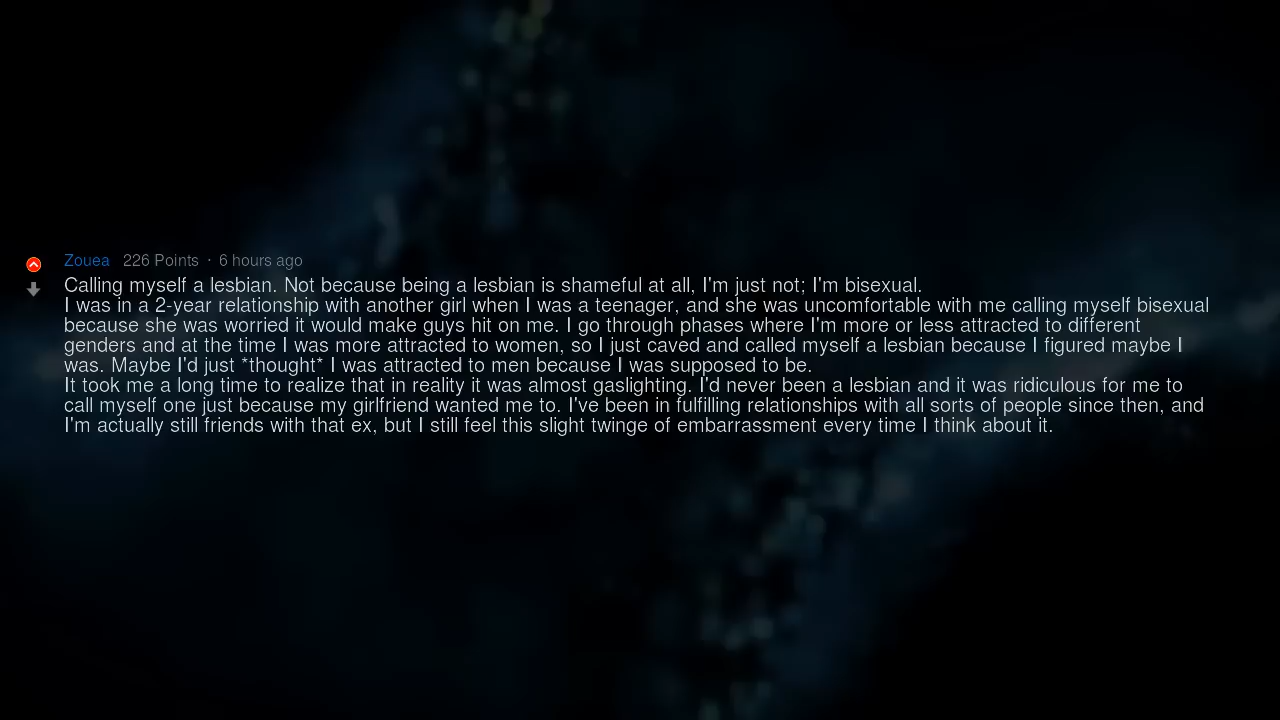 Zouea 226 Points · 6 hours ago
Calling myself a lesbian. Not because being a lesbian is shameful at all, I'm just not; I'm bisexual.
I was in a 2-year relationship with another girl when I was a teenager, and she was uncomfortable with me calling myself bisexual
because she was worried it would make guys hit on me. I go through phases where I'm more or less attracted to different
genders and at the time I was more attracted to women, so I just caved and called myself a lesbian because I figured maybe I
was. Maybe I'd just *thought* I was attracted to men because I was supposed to be.
It took me a long time to realize that in reality it was almost gaslighting. I'd never been a lesbian and it was ridiculous for me to
call myself one just because my girlfriend wanted me to. I've been in fulfilling relationships with all sorts of people since then, and
I'm actually still friends with that ex, but I still feel this slight twinge of embarrassment every time I think about it.